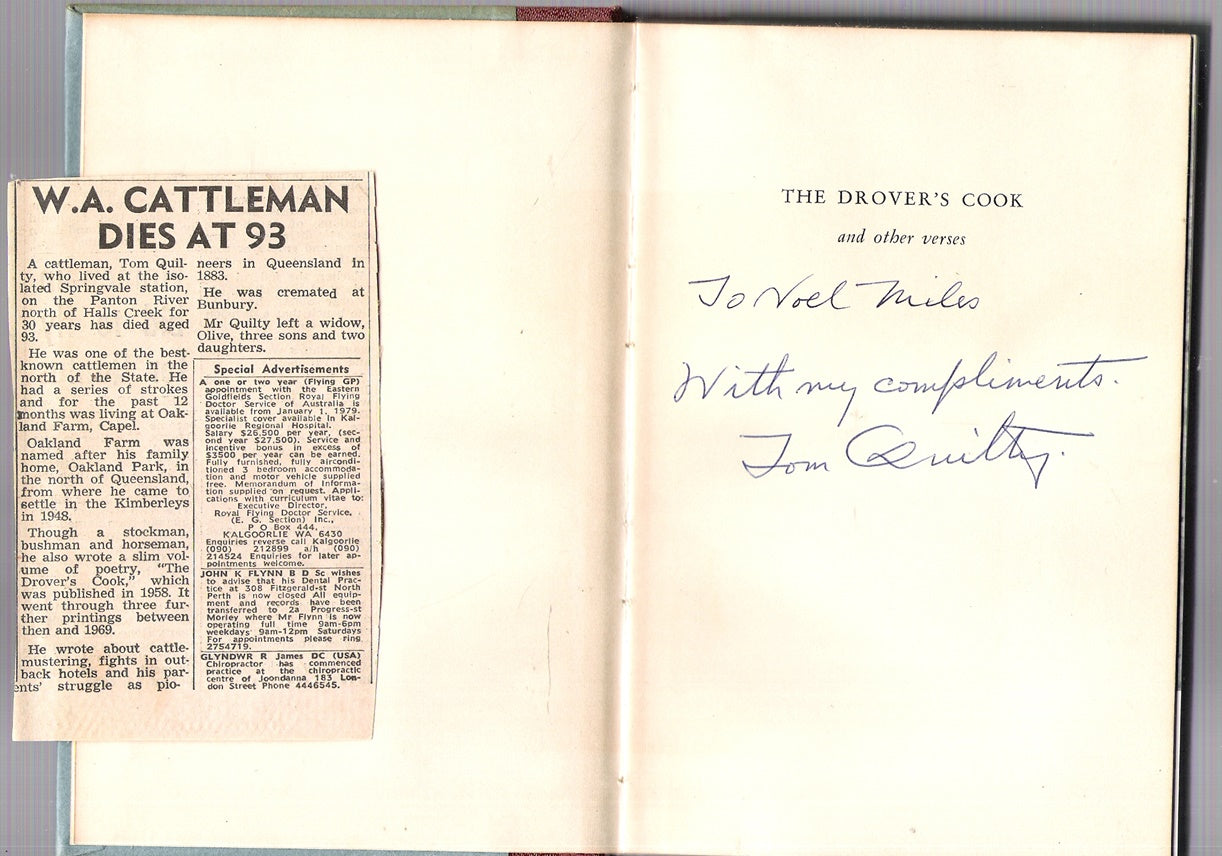 W.A. CATTLEMAN
DIES AT 93
A cattleman, Tom Quil-
ty, who lived at the iso-
lated Springvale station,
on the Panton River
north of Halls Creek for
30 years has died aged
93.
He was one of the best-
known cattlemen in the
north of the State. He
had a series of strokes
and for the past 12
months was living at Oak-
land Farm, Capel.
Oakland Farm was
named after his family
home, Oakland Park, in
the north of Queensland,
from where he came to
settle in the Kimberleys
in 1948.
Though a stockman,
bushman and horseman,
he also wrote a slim vol-
ume of poetry, "The
Drover's Cook," which
was published in 1958. It
went through three fur-
ther printings between
then and 1969.
He wrote about cattle-
mustering, fights in out-
back hotels and his par-
ents' struggle as pio-
neers in Queensland in
1883.
He was cremated at
Bunbury.
Mr Quilty left a widow,
Olive, three sons and two
daughters.
Special Advertisements
A one or two year (Flying GP)
appointment with the Eastern
Goldfields Section Royal Flying
Doctor Service of Australia is
available from January 1, 1979.
Specialist cover available in Kal-
goorlie Regional Hospital.
Salary $26,500 per year, (sec-
ond year $27,500). Service and
incentive bonus in excess of
$3500 per year can be earned.
Fully furnished, fully aircondi-
tioned 3 bedroom accommoda-
tion and motor vehicle supplied
free. Memorandum of Informa-
tion supplied on request. Appli-
cations with curriculum vitae to:
Executive Director,
Royal Flying Doctor Service,
(E. G. Section) Inc.,
P O Box 444,
KALGOORLIE WA 6430
Enquiries reverse call Kalgoorlie
(090) 212899 a/h (090)
214524 Enquiries for later ap-
pointments welcome.
JOHN K FLYNN B D Sc wishes
to advise that his Dental Prac-
tice at 308 Fitzgerald-st North
Perth is now closed All equip-
ment and records have been
transferred to 2a Progress-st
Morley where Mr Flynn is now
operating full time 9am-6pm
weekdays 9am-12pm Saturdays
For appointments please ring
2754719.
GLYNDWR R James DC (USA)
Chiropractor has commenced
practice at the chiropractic
centre of Joondanna 183 Lon-
don Street Phone 4446545.
THE DROVER'S COOK
and other verses
To Noel Miles
With my compliments.
Tom Quilty.